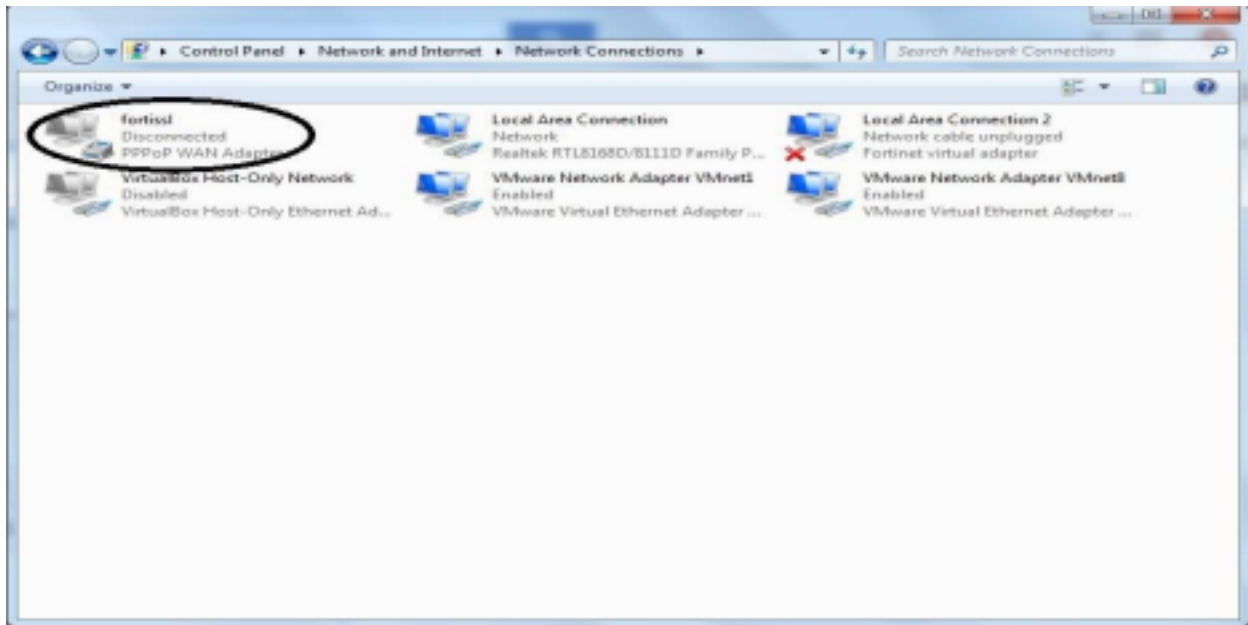 Control Panel ▸ Network and Internet ▸ Network Connections ▸
Search Network Connections
Organize
fortissl
Disconnected
PPPoP WAN Adapter
Local Area Connection
Network
Realtek RTL8168D/8111D Family P...
Local Area Connection 2
Network cable unplugged
Fortinet virtual adapter
VirtualBox Host-Only Network
Disabled
VirtualBox Host-Only Ethernet Ad...
VMware Network Adapter VMnet1
Enabled
VMware Virtual Ethernet Adapter ...
VMware Network Adapter VMnet8
Enabled
VMware Virtual Ethernet Adapter ...